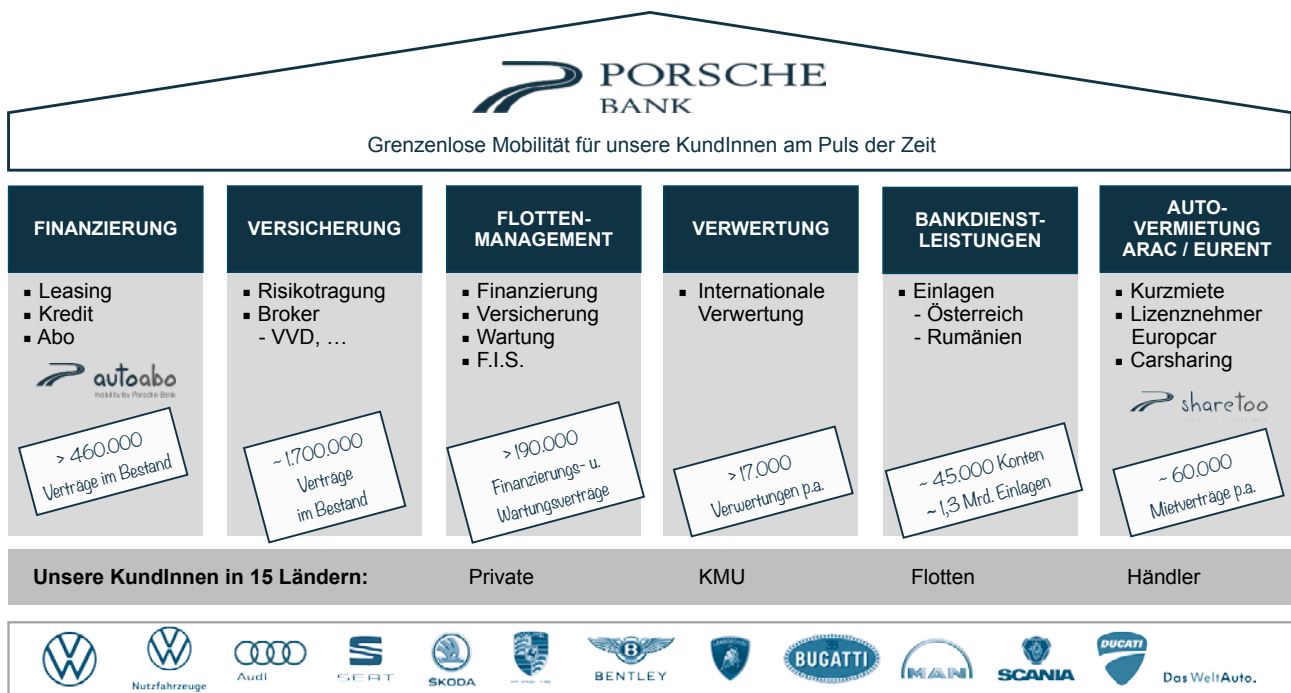 PORSCHE
BANK
Grenzenlose Mobilität für unsere KundInnen am Puls der Zeit
FINANZIERUNG
▪ Leasing
▪ Kredit
▪ Abo
autoabo
mobility by Porsche Bank
> 460.000
Verträge im Bestand
VERSICHERUNG
▪ Risikotragung
▪ Broker
- VVD, …
~ 1.700.000
Verträge
im Bestand
FLOTTEN-
MANAGEMENT
▪ Finanzierung
▪ Versicherung
▪ Wartung
▪ F.I.S.
>190.000
Finanzierungs- u.
Wartungsverträge
VERWERTUNG
▪ Internationale
Verwertung
>17.000
Verwertungen p.a.
BANKDIENST-
LEISTUNGEN
▪ Einlagen
- Österreich
- Rumänien
~ 45.000 Konten
~ 1,3 Mrd. Einlagen
AUTO-
VERMIETUNG
ARAC / EURENT
▪ Kurzmiete
▪ Lizenznehmer
Europcar
▪ Carsharing
sharetoo
~ 60.000
Mietverträge p.a.
Unsere KundInnen in 15 Ländern: Private KMU Flotten Händler
Nutzfahrzeuge
Audi
SEAT
ŠKODA
BENTLEY
BUGATTI
MAN
SCANIA
DUCATI
Das WeltAuto.